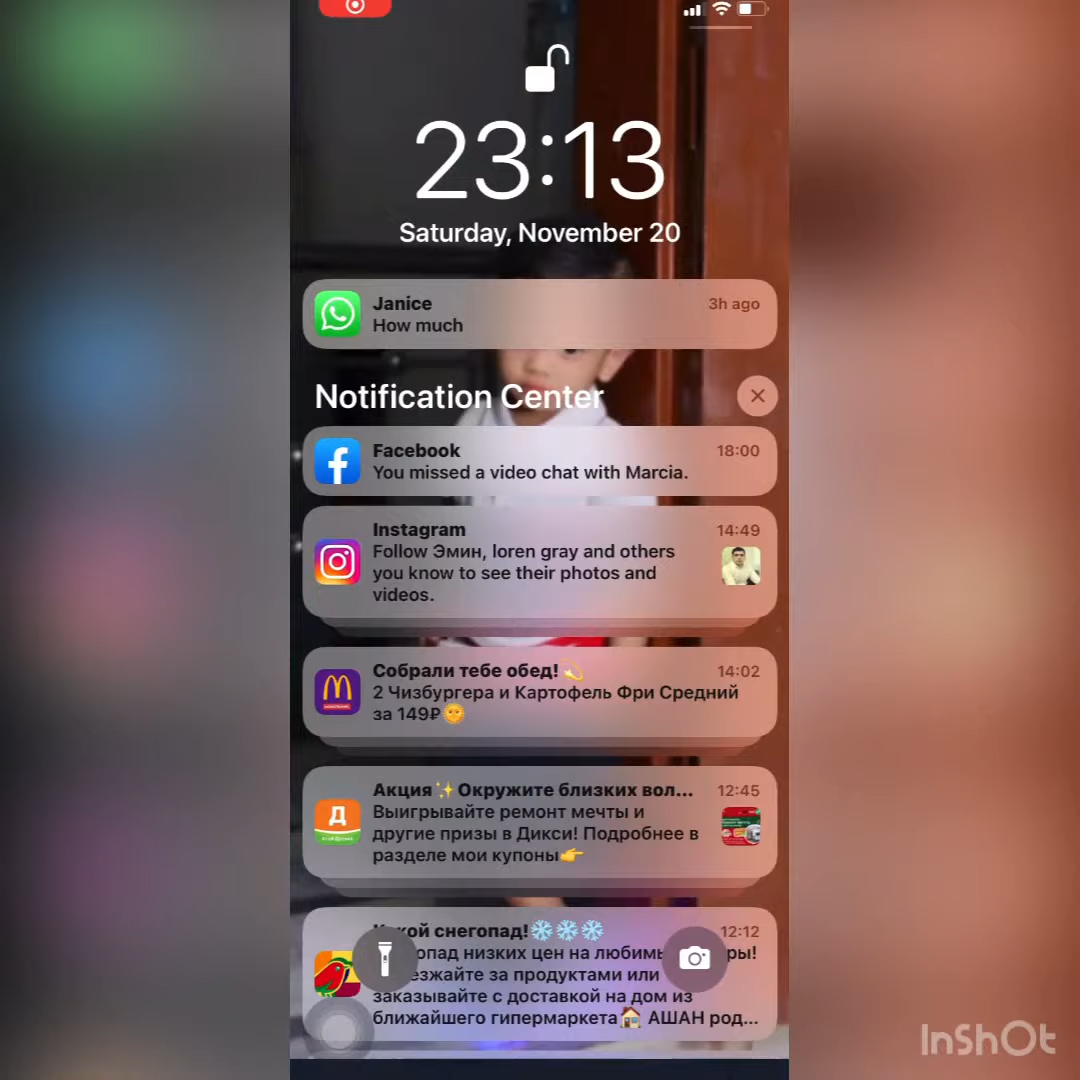 23:13
Saturday, November 20
Janice
3h ago
How much
Notification Center
Facebook
18:00
You missed a video chat with Marcia.
Instagram
14:49
Follow Эмин, loren gray and others
you know to see their photos and
videos.
Собрали тебе обед!💫
14:02
2 Чизбургера и Картофель Фри Средний
за 149₽🌞
Акция✨Окружите близких вол...
12:45
Выигрывайте ремонт мечты и
другие призы в Дикси! Подробнее в
разделе мои купоны👉
Д
снегопад!❄️❄️❄️
12:12
низких цен на
за продуктами или
заказывайте с доставкой на дом из
ближайшего гипермаркета🏠 АШАН род...
InShOt